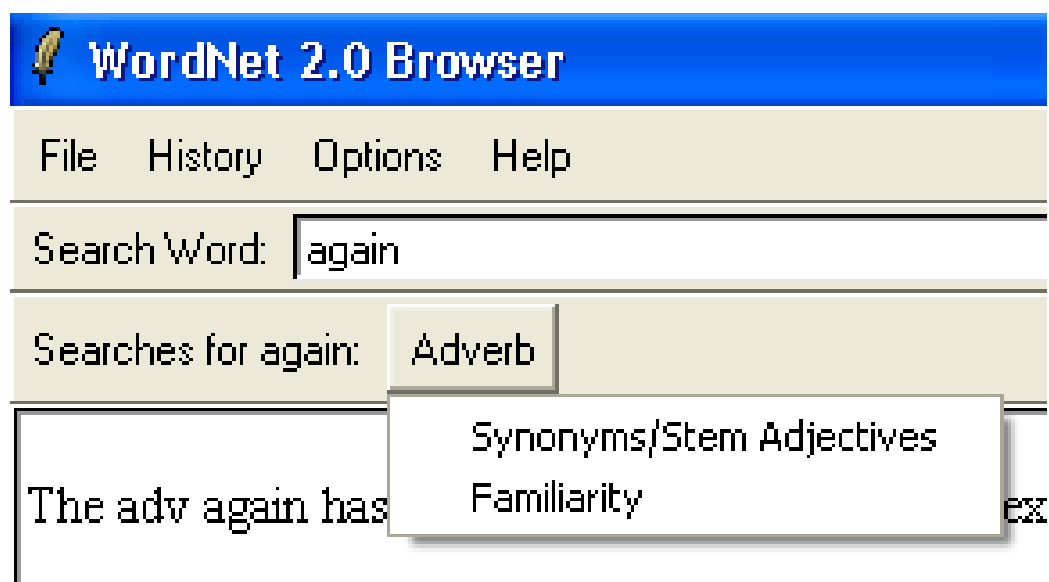 WordNet 2.0 Browser
File History Options Help
Search Word: again
Searches for again: Adverb
Synonyms/Stem Adjectives
Familiarity
The adv again has